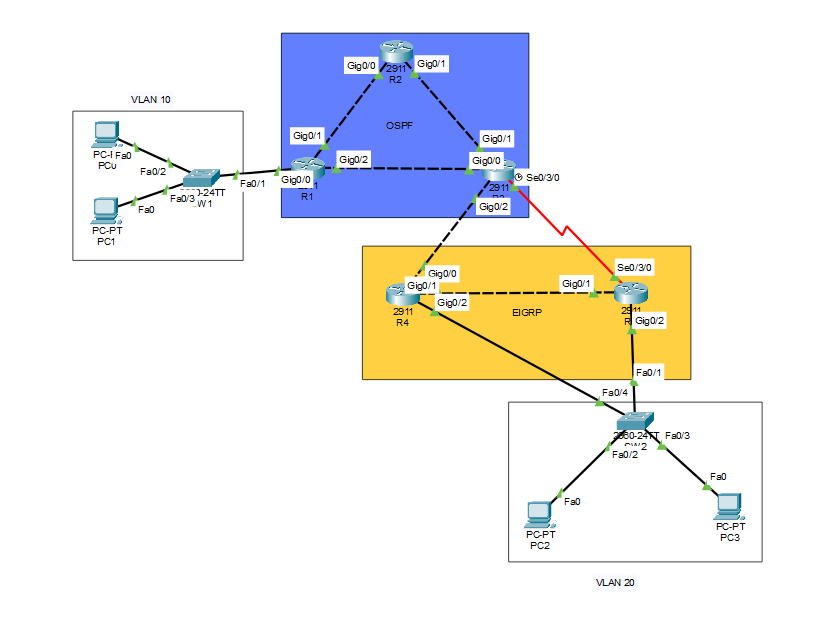 Gig0/0
Gig0/1
2911
R2
VLAN 10
OSPF
Gig0/1
Gig0/1
Fa0
PC0
Fa0/2
Gig0/2
Gig0/0
Se0/3/0
-24TT
Fa0/1
Gig0/0
2911
R1
Fa0/3
Fa0
Gig0/2
PC-PT
PC1
Gig0/0
Gig0/1
Gig0/2
2911
R4
Se0/3/0
Gig0/1
EIGRP
Gig0/2
Fa0/1
Fa0/4
Fa0/3
Fa0/2
Fa0
Fa0
PC-PT
PC2
PC-PT
PC3
VLAN 20